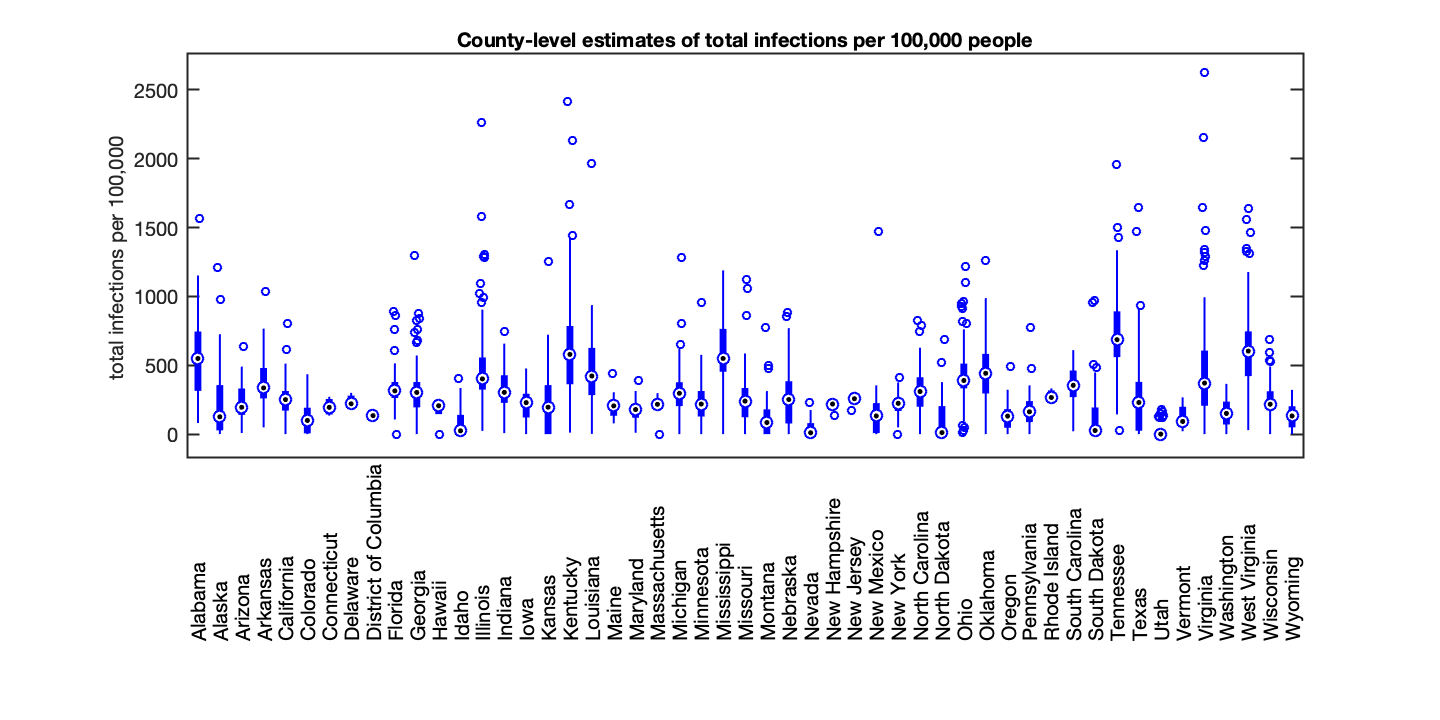 County-level estimates of total infections per 100,000 people
total infections per 100,000
2500
2000
1500
1000
500
0
Alabama
Alaska
Arizona
Arkansas
California
Colorado
Connecticut
Delaware
District of Columbia
Florida
Georgia
Hawaii
Idaho
Illinois
Indiana
Iowa
Kansas
Kentucky
Louisiana
Maine
Maryland
Massachusetts
Michigan
Minnesota
Mississippi
Missouri
Montana
Nebraska
Nevada
New Hampshire
New Jersey
New Mexico
New York
North Carolina
North Dakota
Ohio
Oklahoma
Oregon
Pennsylvania
Rhode Island
South Carolina
South Dakota
Tennessee
Texas
Utah
Vermont
Virginia
Washington
West Virginia
Wisconsin
Wyoming